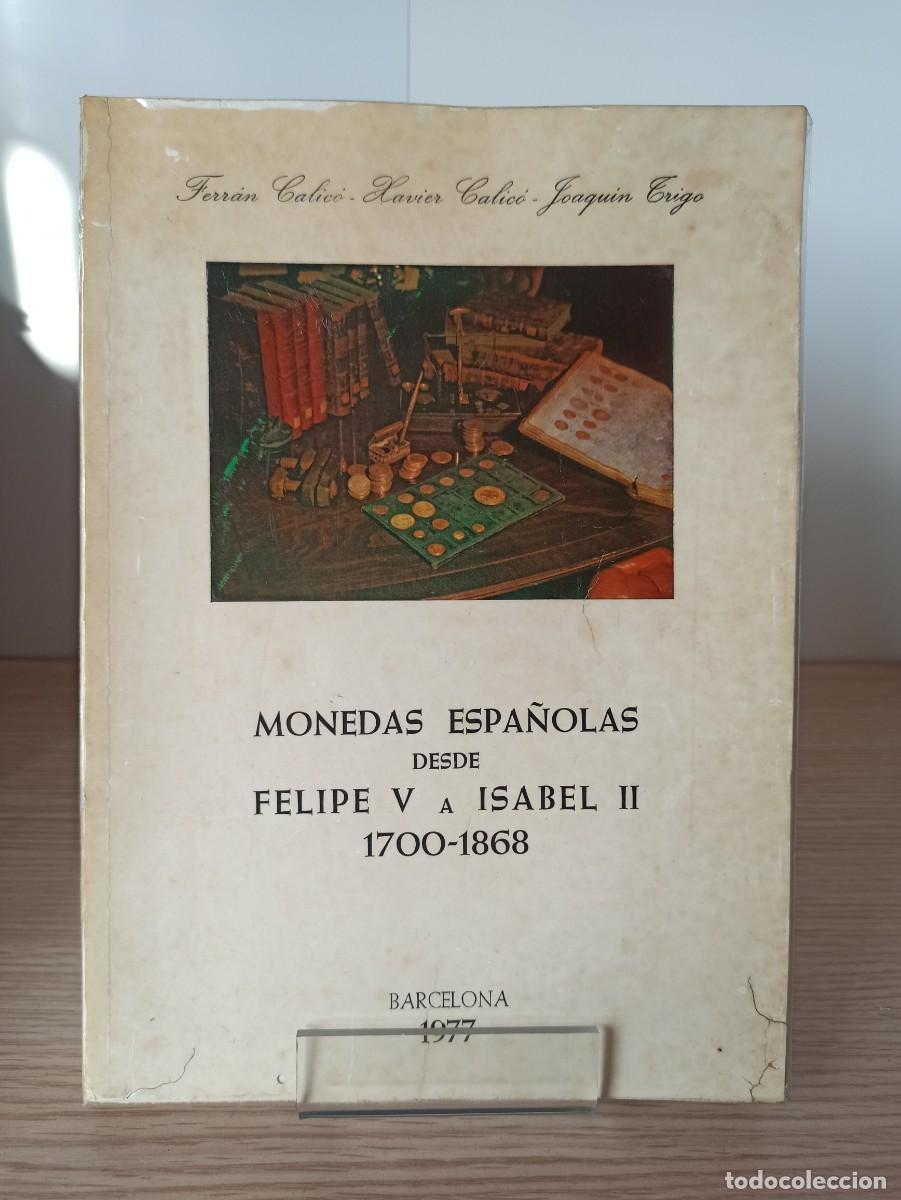 Ferrán Calicó - Xavier Calicó - Joaquín Trigo
MONEDAS ESPAÑOLAS
DESDE
FELIPE V A ISABEL II
1700-1868
BARCELONA
1977
todocoleccion